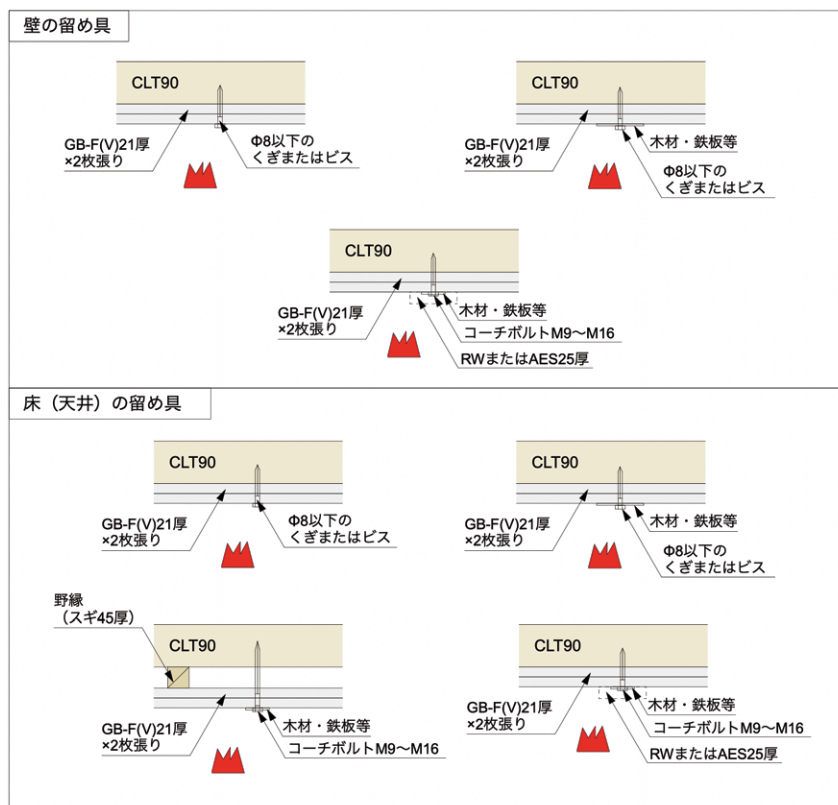 壁の留め具
CLT90
GB-F(V)21厚
×2枚張り
Φ8以下の
くぎまたはビス
CLT90
GB-F(V)21厚
×2枚張り
木材・鉄板等
Φ8以下の
くぎまたはビス
CLT90
GB-F(V)21厚
×2枚張り
木材・鉄板等
コーチボルトM9〜M16
RWまたはAES25厚
床（天井）の留め具
CLT90
GB-F(V)21厚
×2枚張り
Φ8以下の
くぎまたはビス
CLT90
GB-F(V)21厚
×2枚張り
木材・鉄板等
Φ8以下の
くぎまたはビス
野縁
（スギ45厚）
CLT90
GB-F(V)21厚
×2枚張り
木材・鉄板等
コーチボルトM9〜M16
CLT90
GB-F(V)21厚
×2枚張り
木材・鉄板等
コーチボルトM9〜M16
RWまたはAES25厚